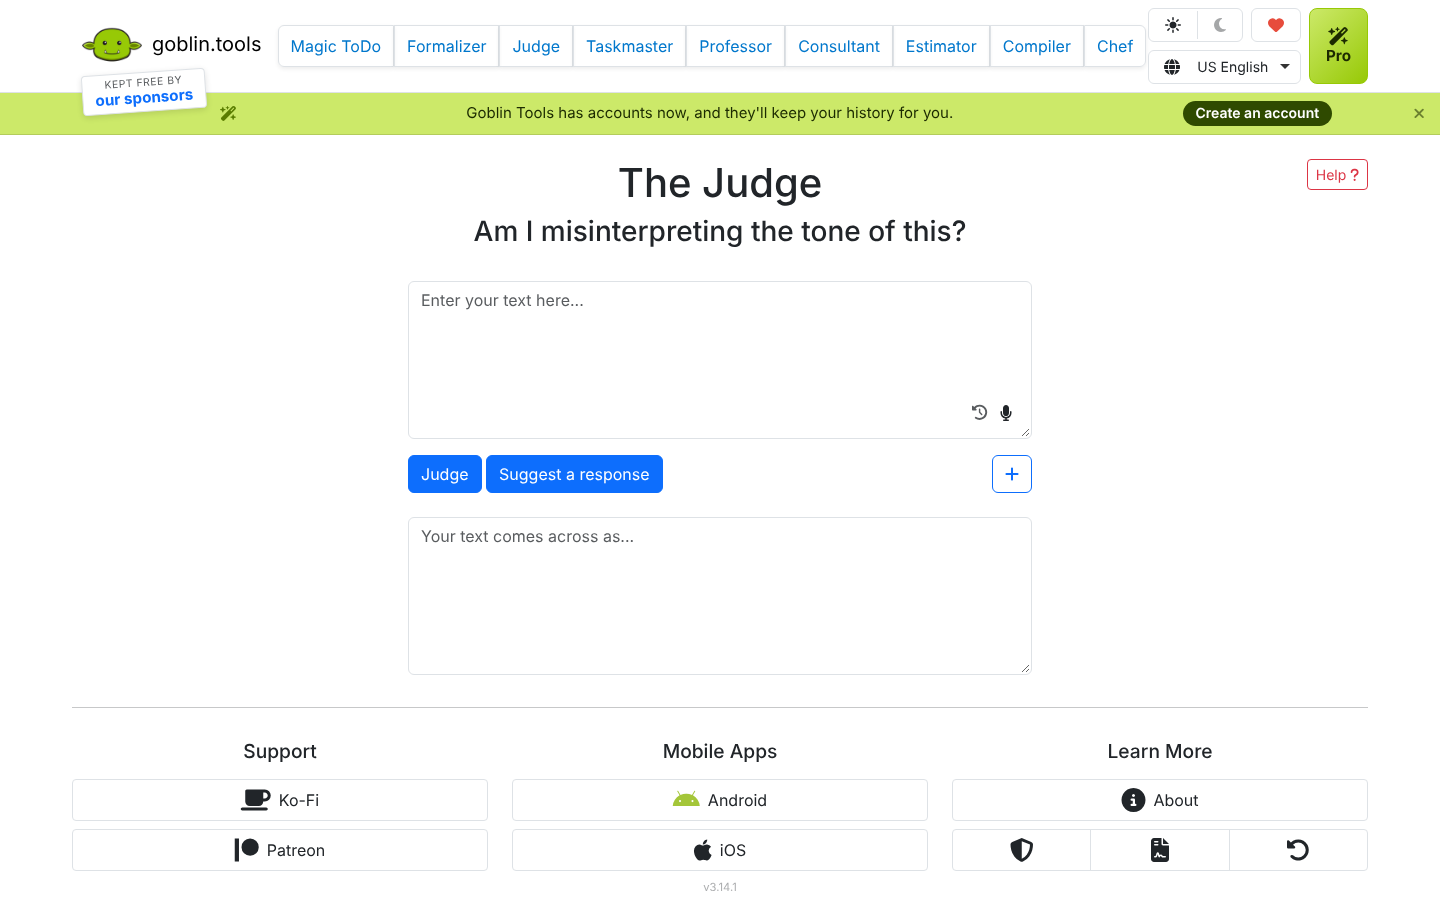 goblin.tools
KEPT FREE BY
our sponsors
Magic ToDo
Formalizer
Judge
Taskmaster
Professor
Consultant
Estimator
Compiler
Chef
US English
Pro
Goblin Tools has accounts now, and they'll keep your history for you.
Create an account
The Judge
Help ?
Am I misinterpreting the tone of this?
Enter your text here...
Judge
Suggest a response
Your text comes across as...
Support
Mobile Apps
Learn More
Ko-Fi
Android
About
Patreon
iOS
v3.14.1